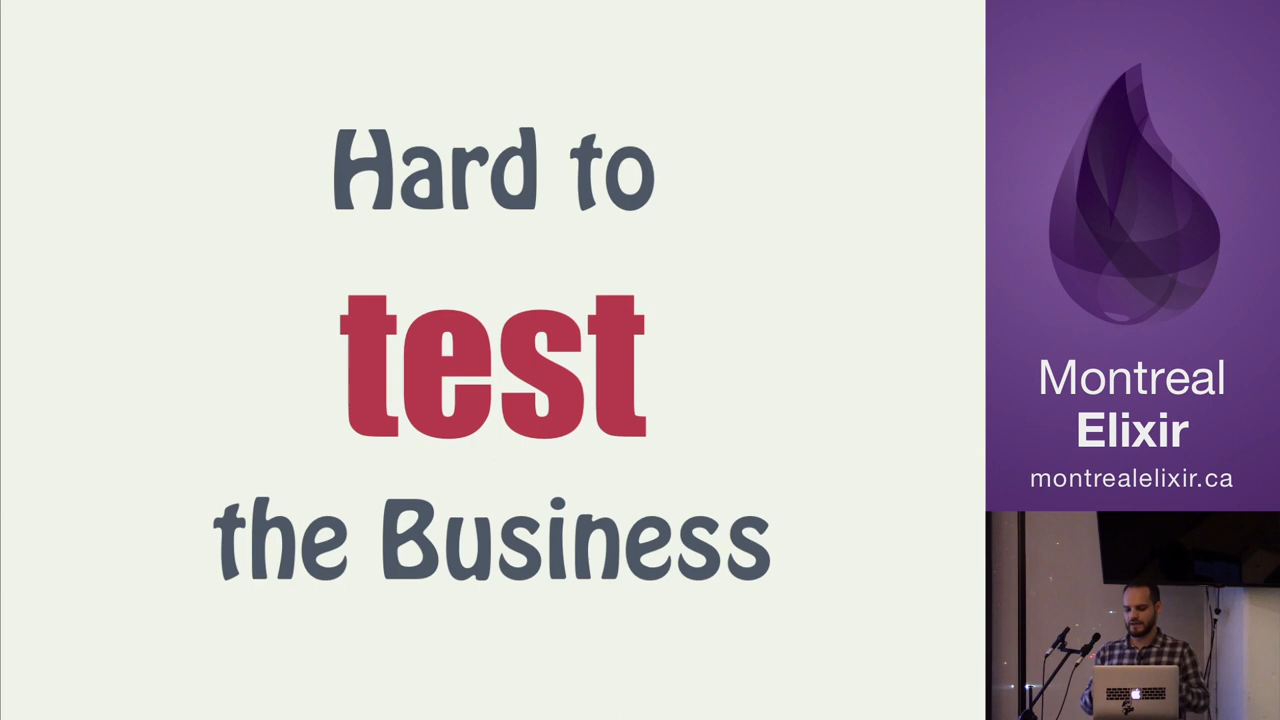 Hard to
test
the Business
Montreal
Elixir
montrealelixir.ca